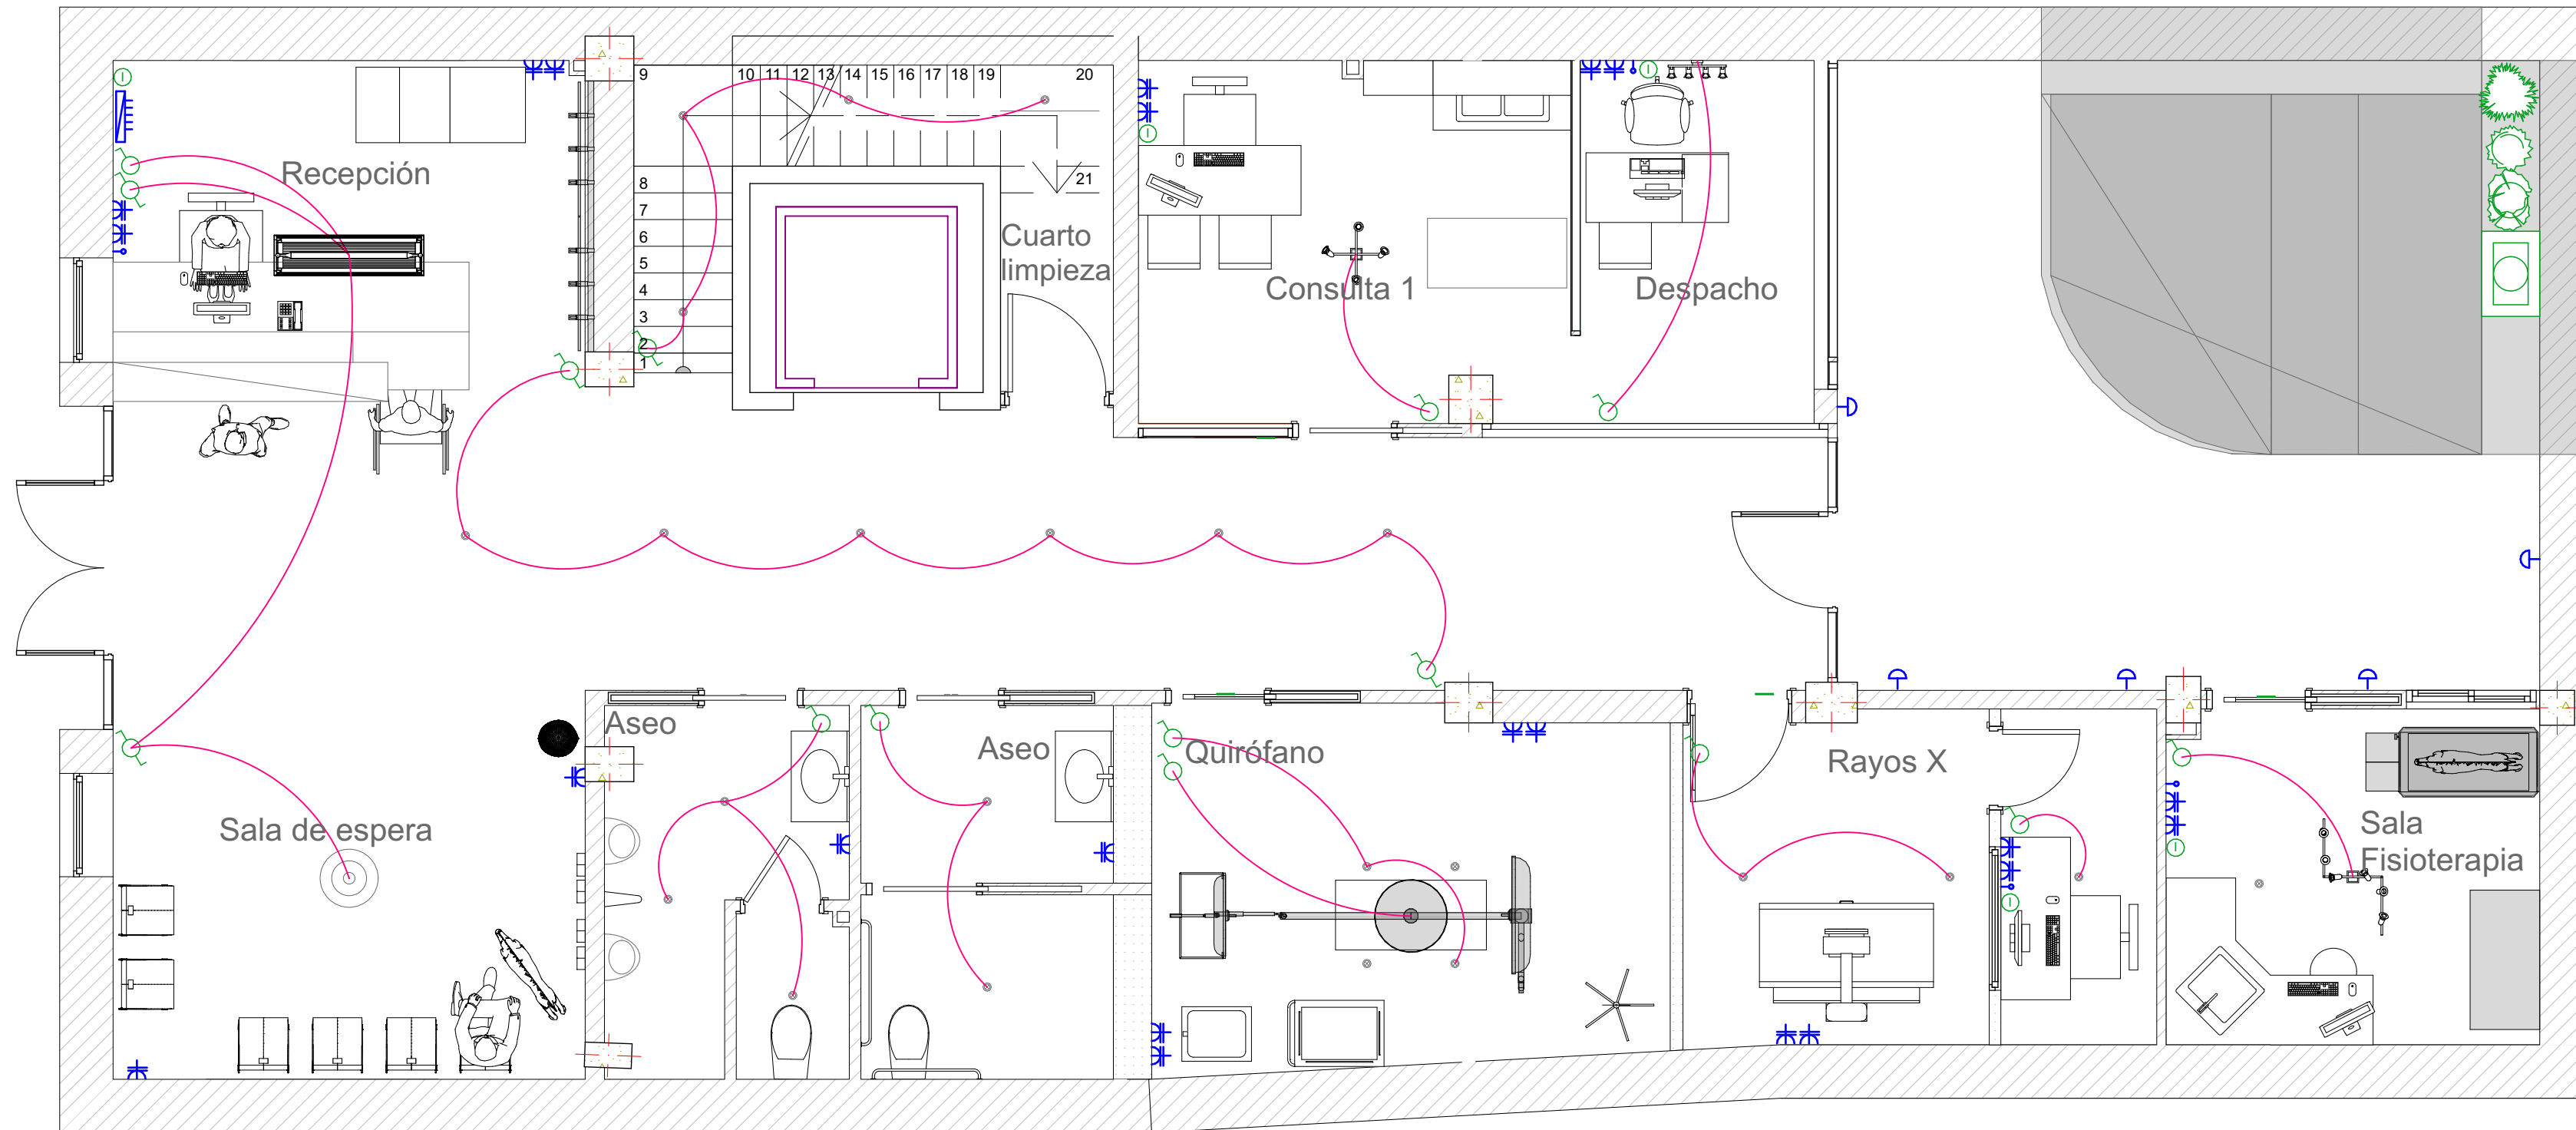 9
10 11 12 13 14 15 16 17 18 19
20
Recepción
8
21
7
6
5
4
3
2
1
Cuarto
limpieza
Consulta 1
Despacho
Aseo
Aseo
Quirófano
Rayos X
Sala de espera
Sala
Fisioterapia